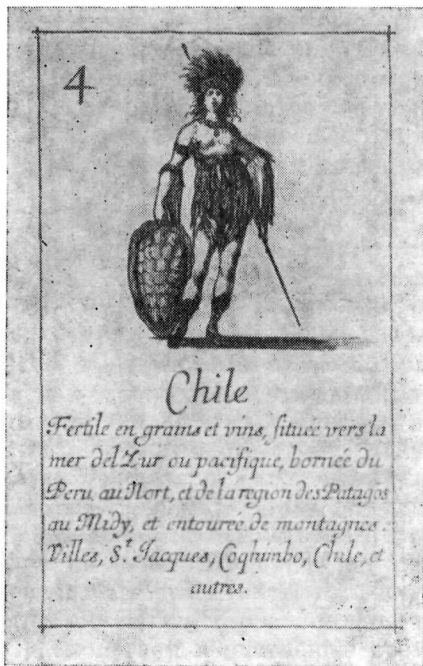 4
Chile
Fertile en grains et vins, situee vers la
mer del Zur ou pacifique, bornée du
Peru au Nort, et de la region des Patagos
au Midy, et entourée de montagnes.
Villes, S.t Jacques, Coqhimbo, Chile, et
autres.